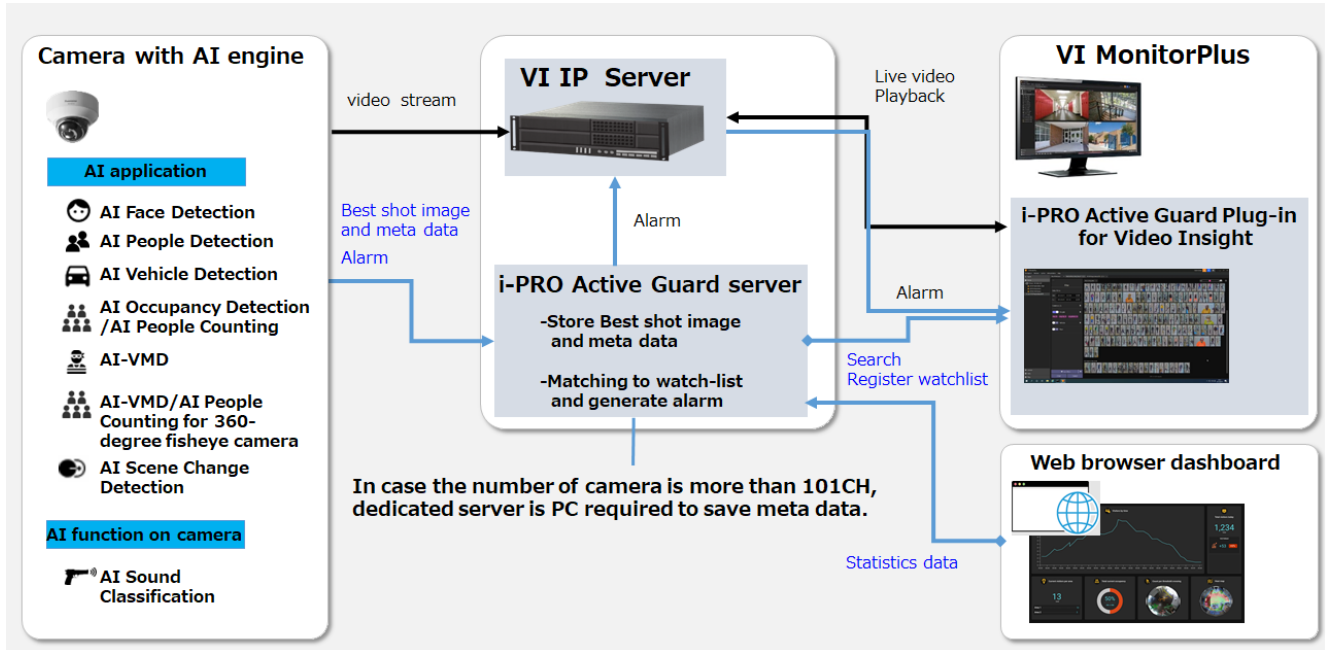 Camera with AI engine
AI application
AI Face Detection
AI People Detection
AI Vehicle Detection
AI Occupancy Detection
/AI People Counting
AI-VMD
AI-VMD/AI People
Counting for 360-
degree fisheye camera
AI Scene Change
Detection
AI function on camera
AI Sound
Classification
video stream
Best shot image
and meta data
Alarm
VI IP Server
Alarm
i-PRO Active Guard server
-Store Best shot image
and meta data
-Matching to watch-list
and generate alarm
In case the number of camera is more than 101CH,
dedicated server is PC required to save meta data.
Live video
Playback
Alarm
Search
Register watchlist
Statistics data
VI MonitorPlus
i-PRO Active Guard Plug-in
for Video Insight
Web browser dashboard
1,234
13
50%